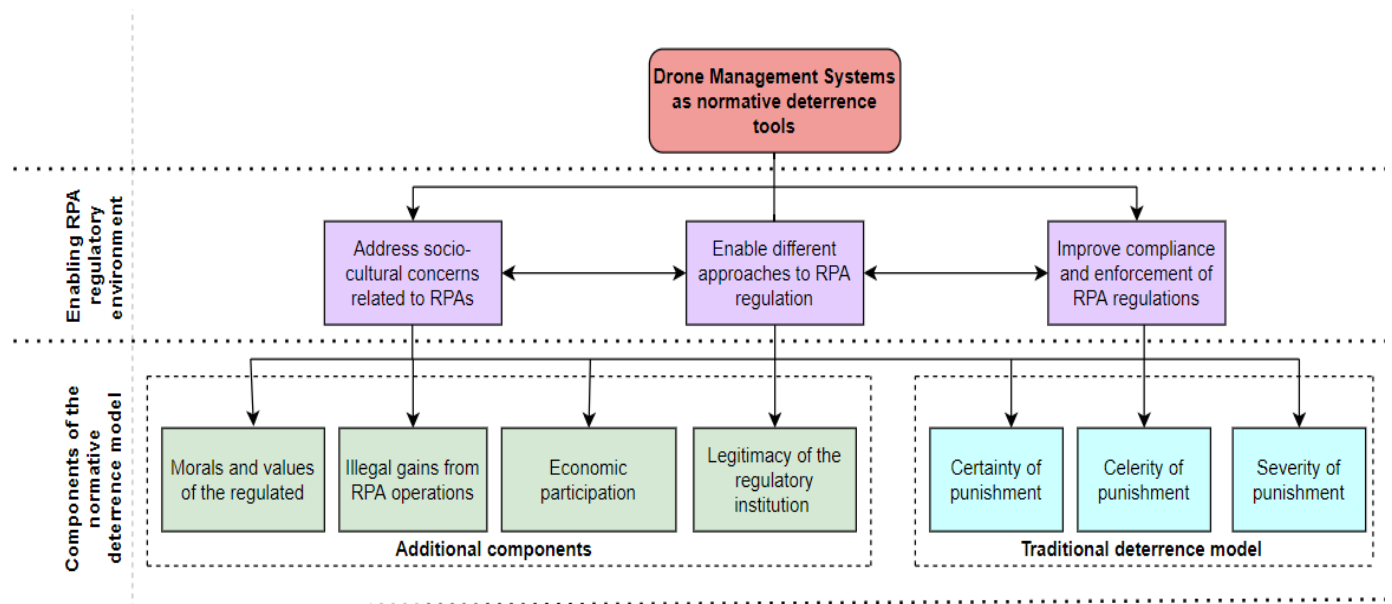 Drone Management Systems
as normative deterrence
tools
Enabling RPA
regulatory
environment
Address socio-
cultural concerns
related to RPAs
Enable different
approaches to RPA
regulation
Improve compliance
and enforcement of
RPA regulations
Components of the
normative
deterrence model
Morals and values
of the regulated
Illegal gains from
RPA operations
Economic
participation
Legitimacy of the
regulatory
institution
Certainty of
punishment
Celerity of
punishment
Severity of
punishment
Additional components
Traditional deterrence model